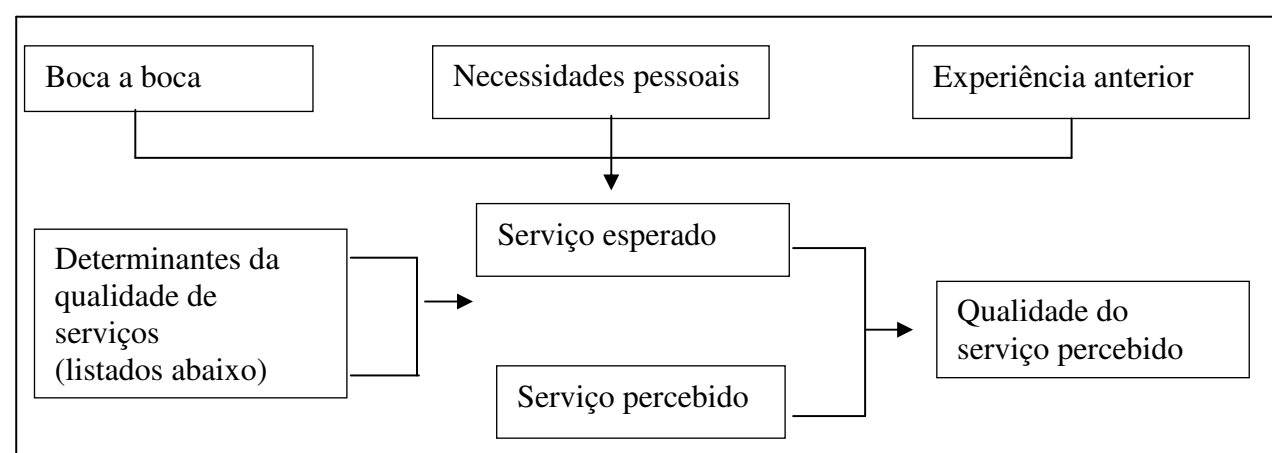 Boca a boca
Necessidades pessoais
Experiência anterior
Serviço esperado
Determinantes da
qualidade de
serviços
(listados abaixo)
Qualidade do
serviço percebido
Serviço percebido